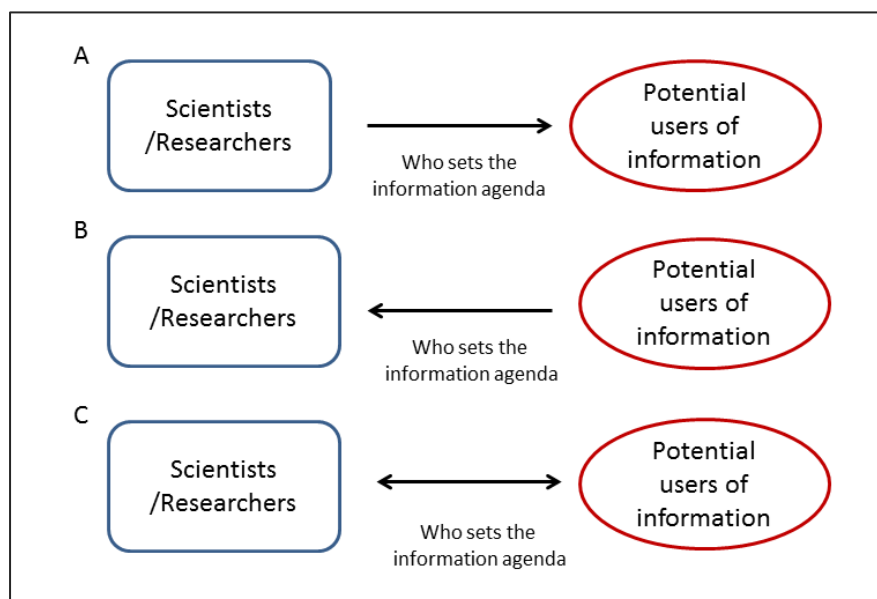 A
Scientists
/Researchers
Who sets the
information agenda
Potential
users of
information
B
Scientists
/Researchers
Who sets the
information agenda
Potential
users of
information
C
Scientists
/Researchers
Who sets the
information agenda
Potential
users of
information